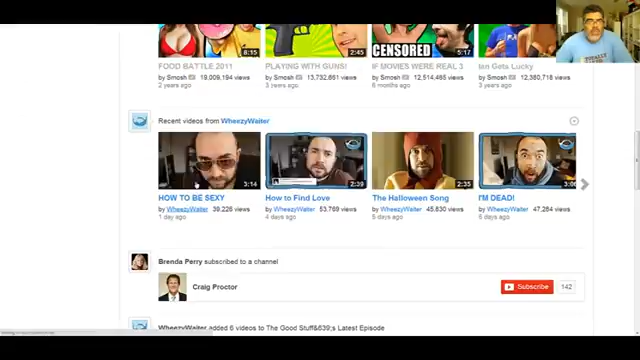 8:15
2:45
CENSORED
5:17
FOOD BATTLE 2011
PLAYING WITH GUNS!
IF MOVIES WERE REAL 3
Ian Gets Lucky
by Smosh 19,009,194 views
by Smosh 13,732,661 views
by Smosh 12,514,465 views
by Smosh 12,380,718 views
2 years ago
3 years ago
6 months ago
3 years ago
Recent videos from WheezyWaiter
3:14
2:39
2:35
3:00
HOW TO BE SEXY
How to Find Love
The Halloween Song
I'M DEAD!
by WheezyWaiter 39,226 views
by WheezyWaiter 53,769 views
by WheezyWaiter 45,830 views
by WheezyWaiter 47,284 views
1 day ago
4 days ago
5 days ago
6 days ago
Brenda Perry subscribed to a channel
Craig Proctor
Subscribe
142
WheezyWaiter added 6 videos to The Good Stuff&#39;s Latest Episode